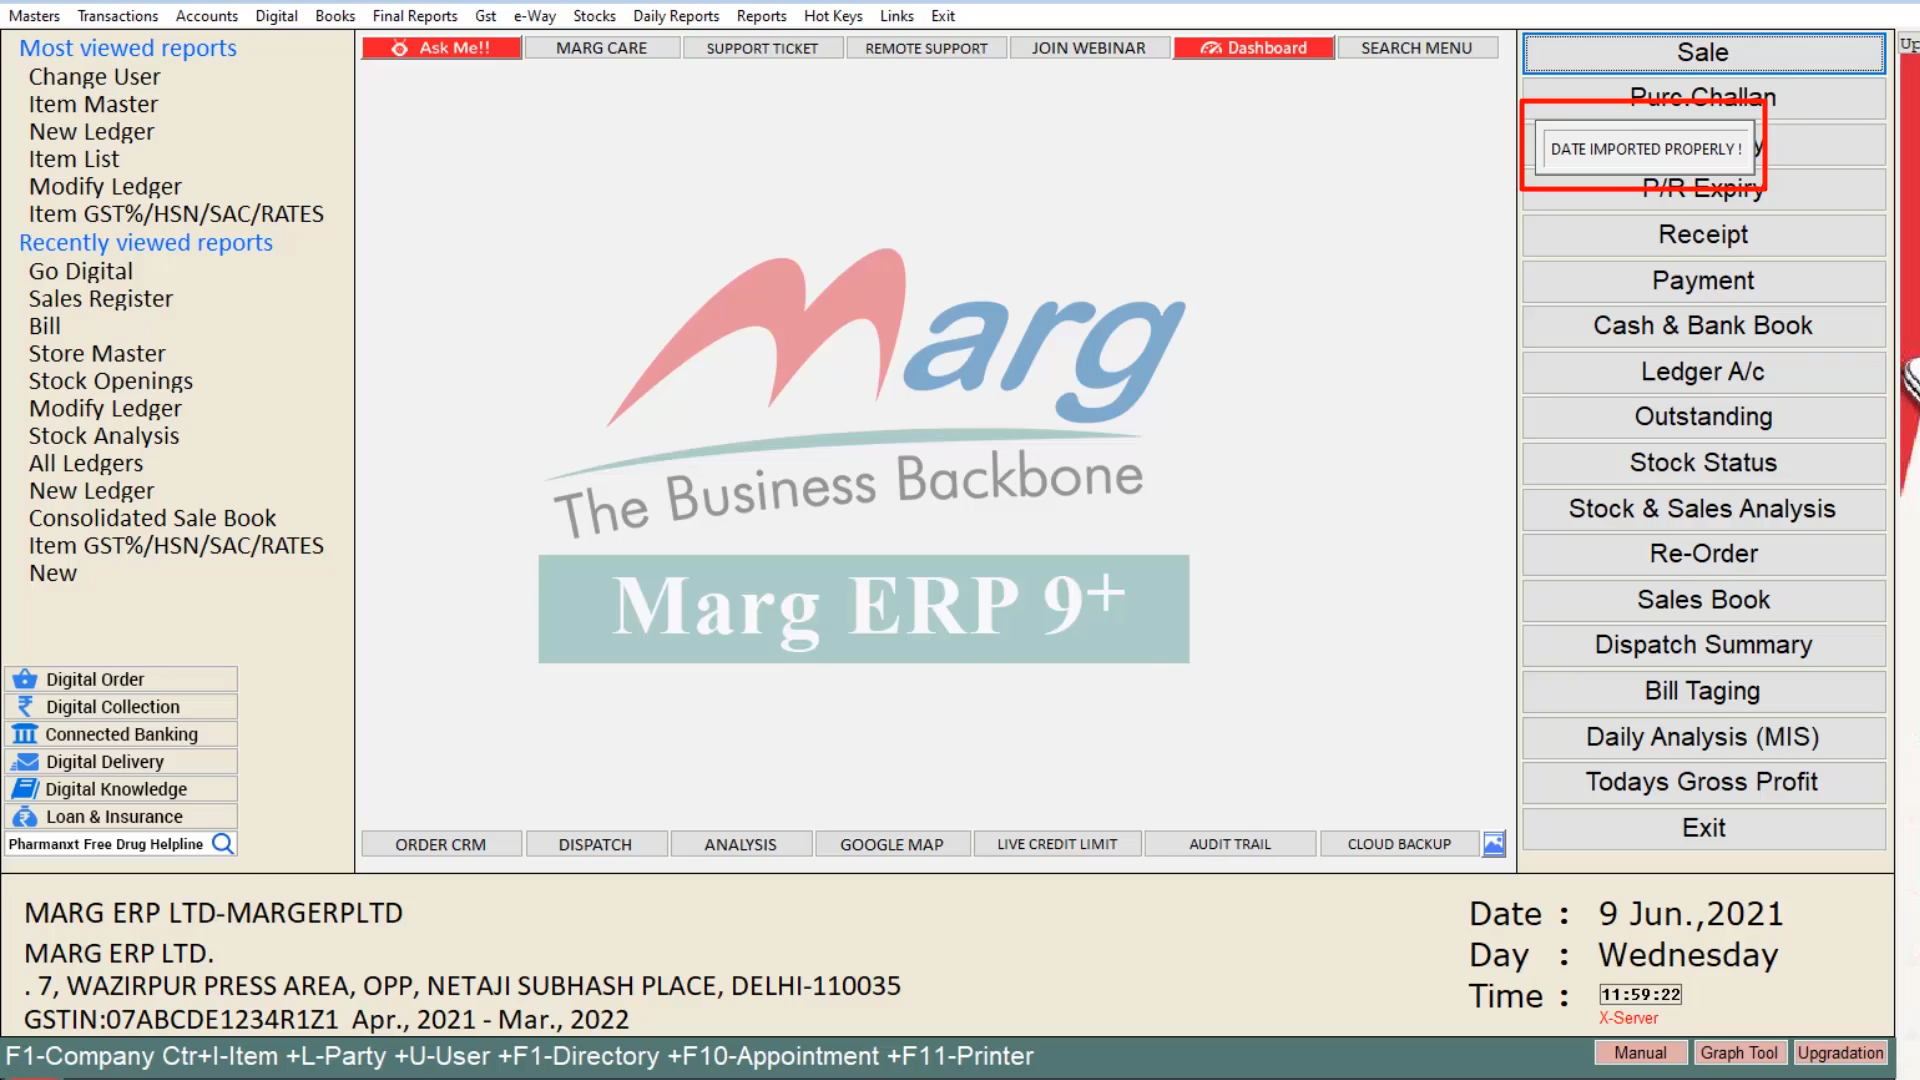 Masters Transactions Accounts Digital Books Final Reports Gst e-Way Stocks Daily Reports Reports Hot Keys Links Exit
Most viewed reports
Change User
Item Master
New Ledger
Item List
Modify Ledger
Item GST%/HSN/SAC/RATES
Recently viewed reports
Go Digital
Sales Register
Bill
Store Master
Stock Openings
Modify Ledger
Stock Analysis
All Ledgers
New Ledger
Consolidated Sale Book
Item GST%/HSN/SAC/RATES
New
Digital Order
Digital Collection
Connected Banking
Digital Delivery
Digital Knowledge
Loan & Insurance
Pharmanxt Free Drug Helpline
Ask Me!! MARG CARE SUPPORT TICKET REMOTE SUPPORT JOIN WEBINAR Dashboard SEARCH MENU
marg
The Business Backbone
Marg ERP 9+
ORDER CRM DISPATCH ANALYSIS GOOGLE MAP LIVE CREDIT LIMIT AUDIT TRAIL CLOUD BACKUP
Sale
Purc.Challan
DATE IMPORTED PROPERLY !
P/R Expiry
Receipt
Payment
Cash & Bank Book
Ledger A/c
Outstanding
Stock Status
Stock & Sales Analysis
Re-Order
Sales Book
Dispatch Summary
Bill Taging
Daily Analysis (MIS)
Todays Gross Profit
Exit
MARG ERP LTD-MARGERPLTD
MARG ERP LTD.
. 7, WAZIRPUR PRESS AREA, OPP, NETAJI SUBHASH PLACE, DELHI-110035
GSTIN:07ABCDE1234R1Z1 Apr., 2021 - Mar., 2022
Date : 9 Jun.,2021
Day : Wednesday
Time : 11:59:22
X-Server
F1-Company Ctr+I-Item +L-Party +U-User +F1-Directory +F10-Appointment +F11-Printer
Manual Graph Tool Upgradation